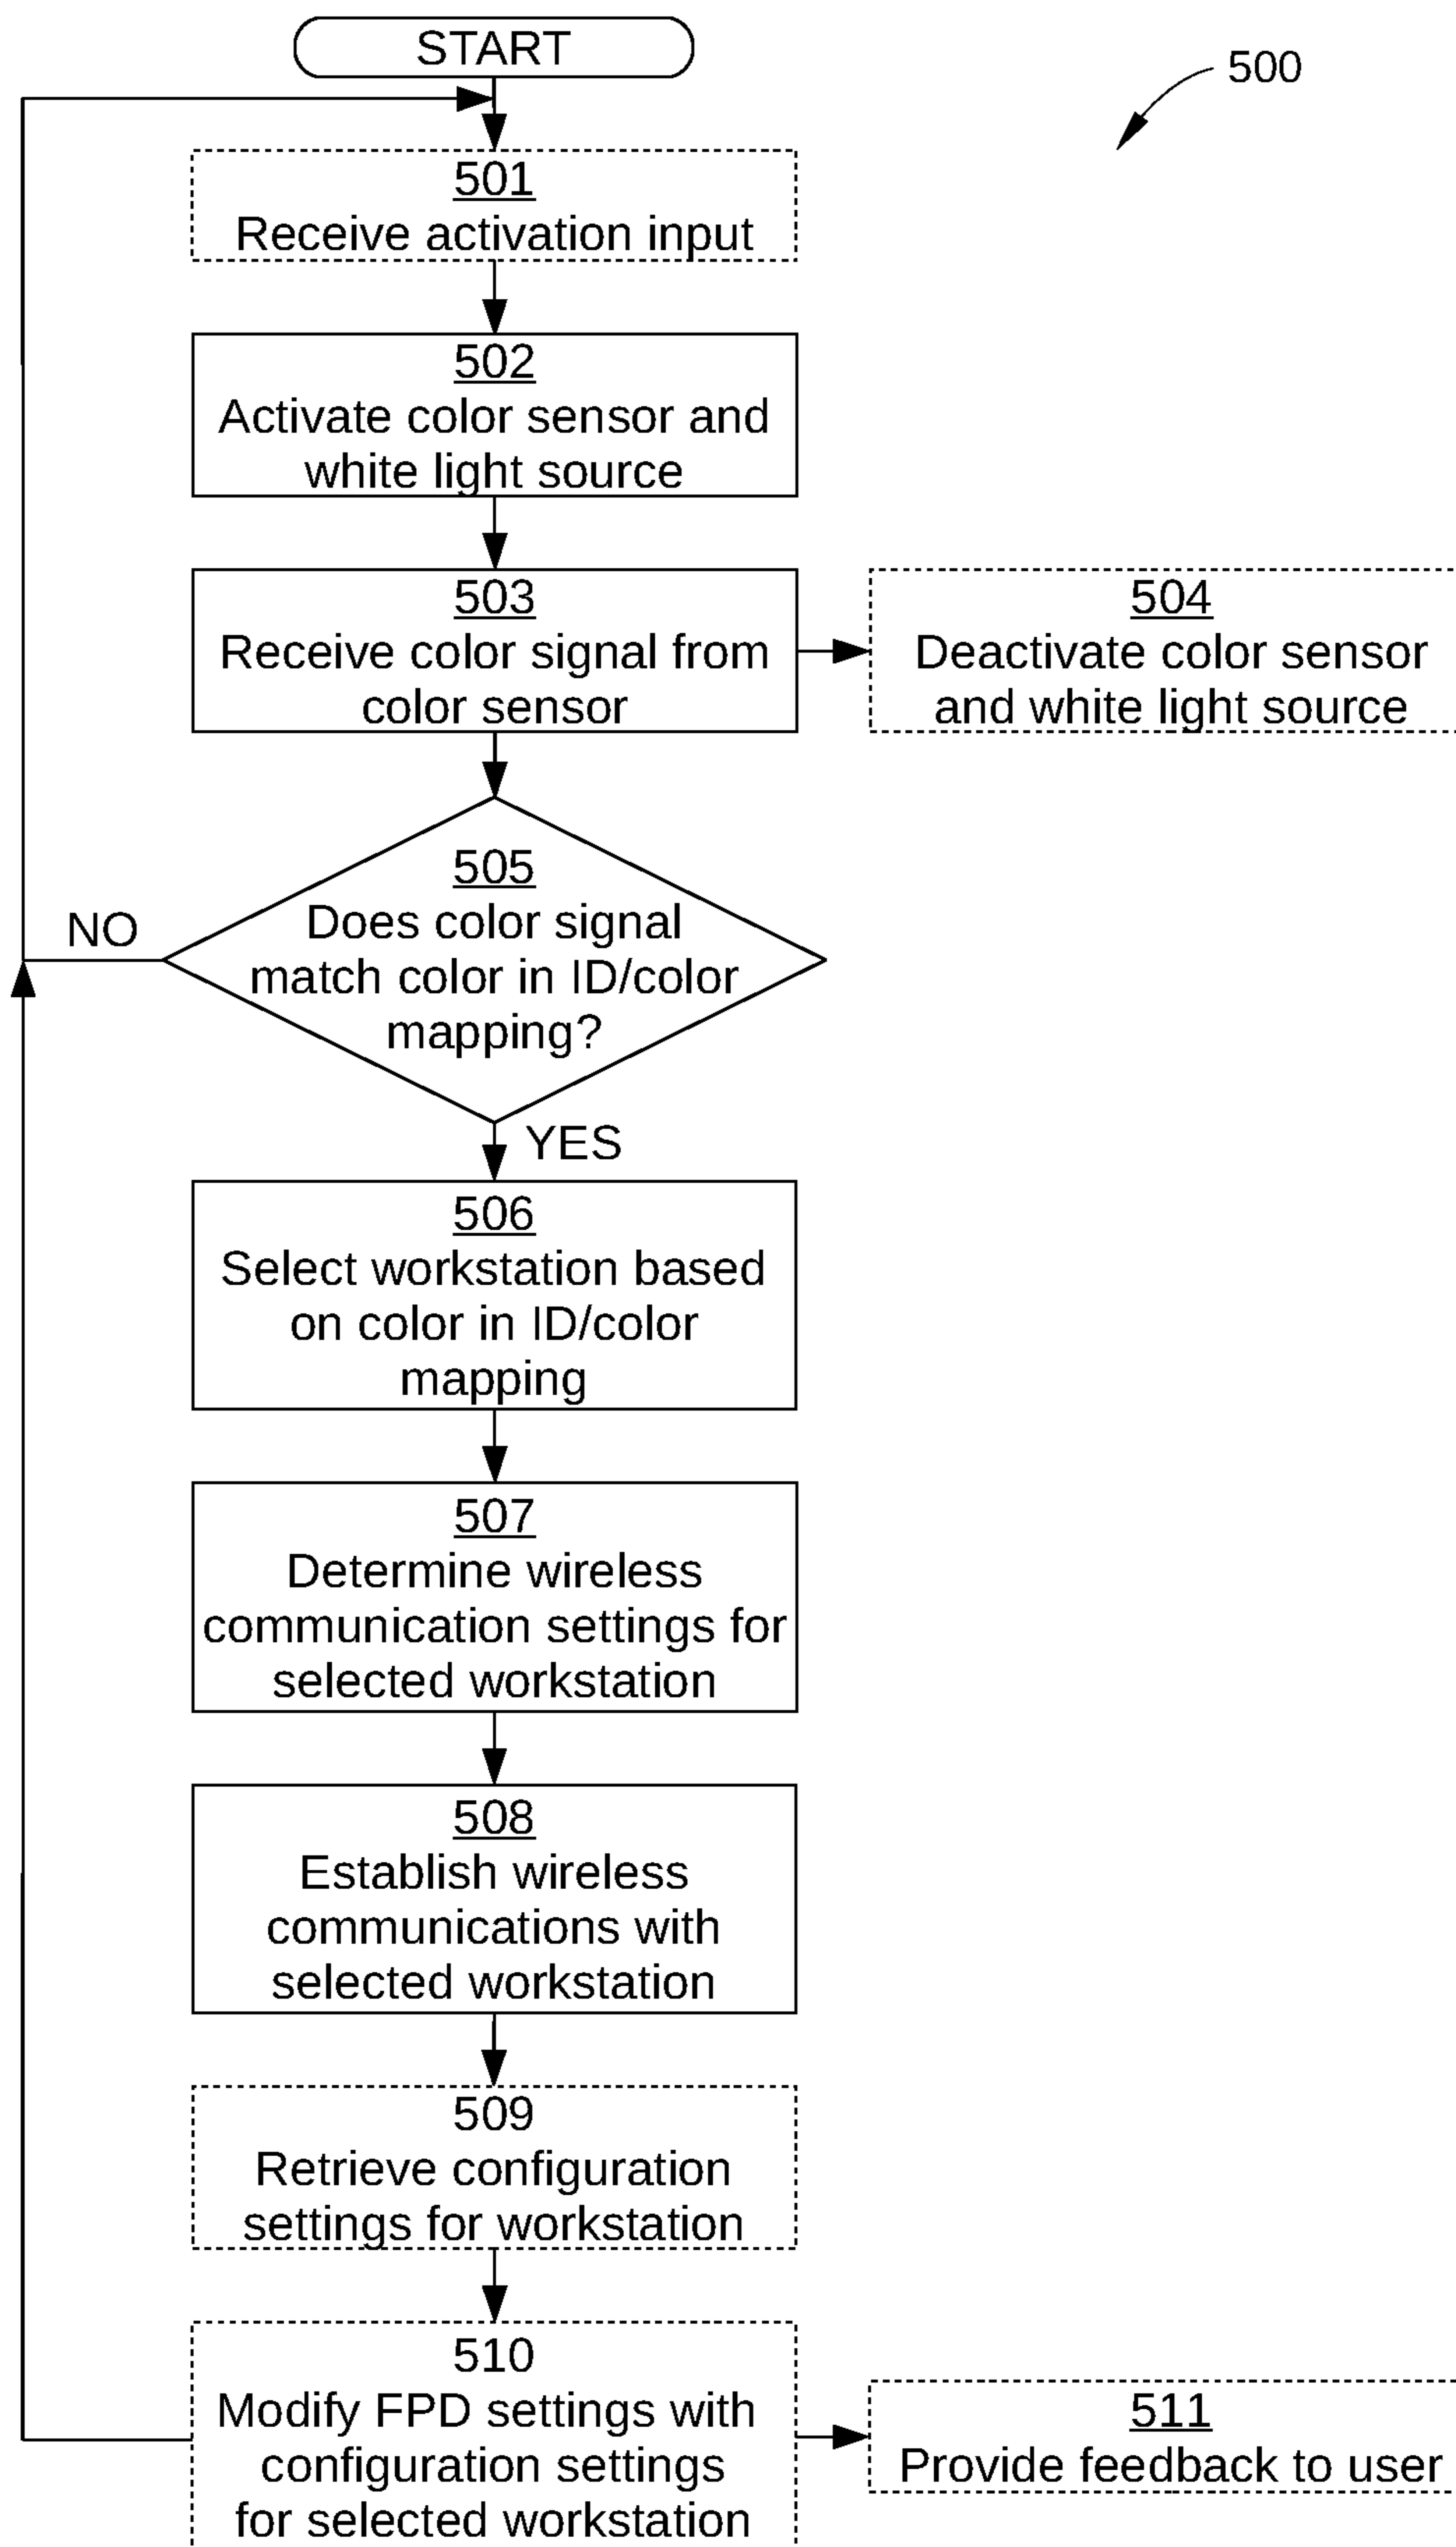 START
500
501
Receive activation input
502
Activate color sensor and
white light source
503
Receive color signal from
color sensor
504
Deactivate color sensor
and white light source
505
Does color signal
match color in ID/color
mapping?
NO
YES
506
Select workstation based
on color in ID/color
mapping
507
Determine wireless
communication settings for
selected workstation
508
Establish wireless
communications with
selected workstation
509
Retrieve configuration
settings for workstation
510
Modify FPD settings with
configuration settings
for selected workstation
511
Provide feedback to user